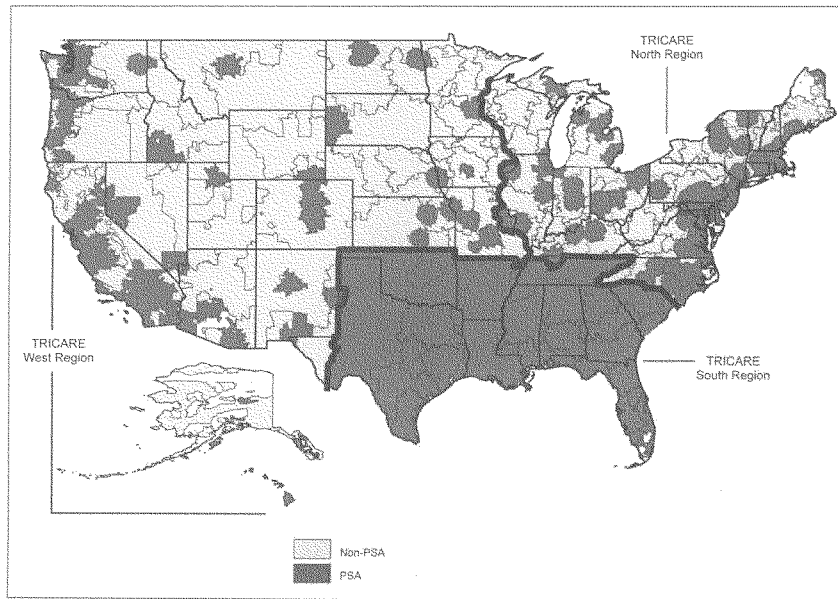 TRICARE
North Region
TRICARE
West Region
TRICARE
South Region
Non-PSA
PSA